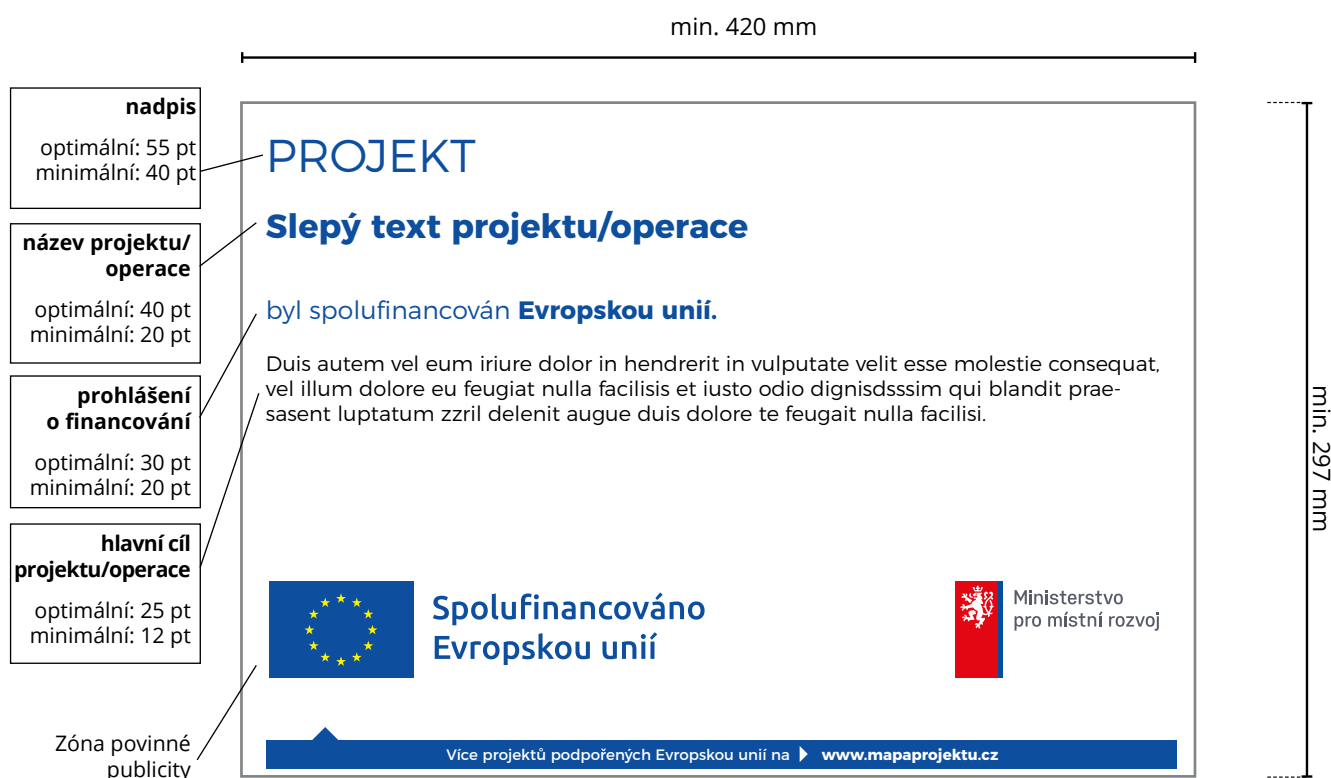 min. 420 mm
nadpis
optimální: 55 pt
minimální: 40 pt
název projektu/
operace
optimální: 40 pt
minimální: 20 pt
prohlášení
o financování
optimální: 30 pt
minimální: 20 pt
hlavní cíl
projektu/operace
optimální: 25 pt
minimální: 12 pt
Zóna povinné
publicity
PROJEKT
Slepý text projektu/operace
byl spolufinancován Evropskou unií.
Duis autem vel eum iriure dolor in hendrerit in vulputate velit esse molestie consequat,
vel illum dolore eu feugiat nulla facilisis et iusto odio dignisdsssim qui blandit prae-
sasent luptatum zzril delenit augue duis dolore te feugait nulla facilisi.
Spolufinancováno
Evropskou unií
Ministerstvo
pro místní rozvoj
Více projektů podpořených Evropskou unií na www.mapaprojektu.cz
min. 297 mm